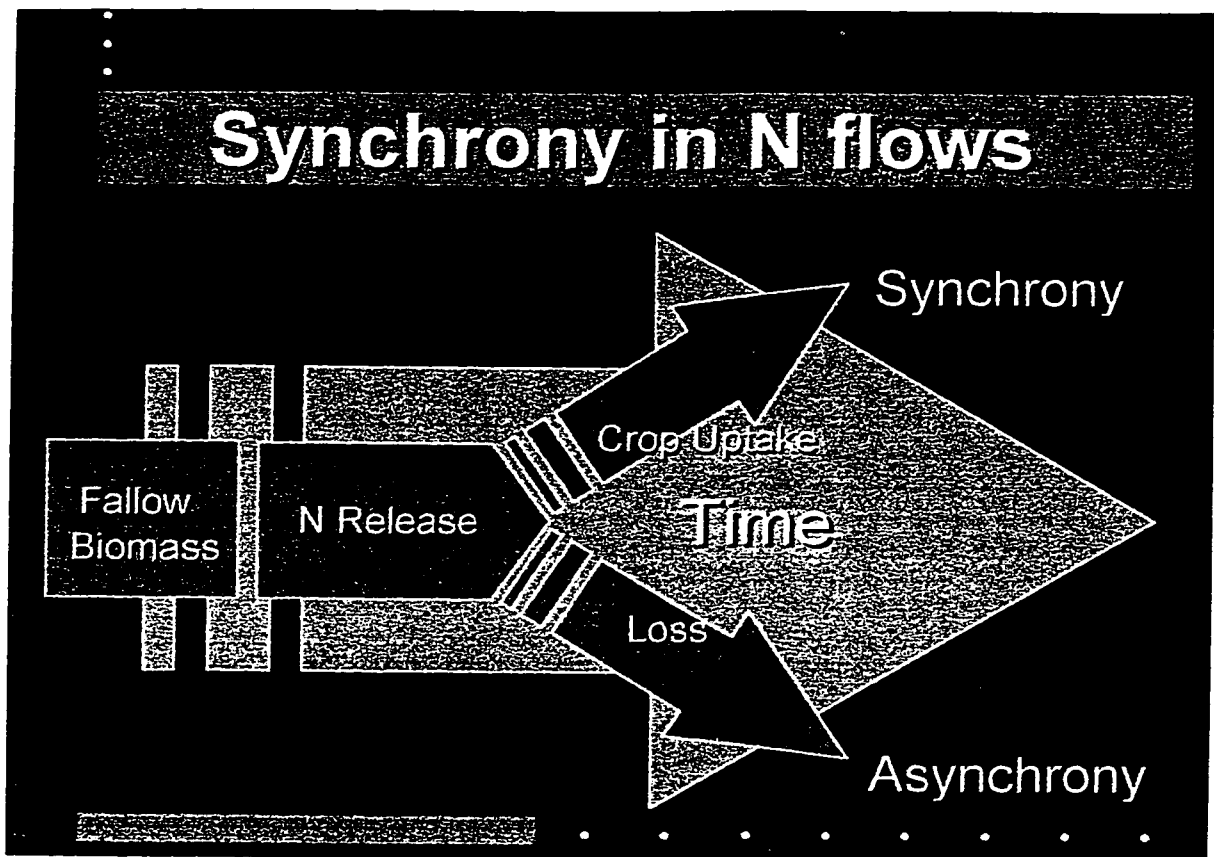 Synchrony in N flows
Synchrony
Crop Uptake
Fallow
Biomass
N Release
Time
Loss
Asynchrony